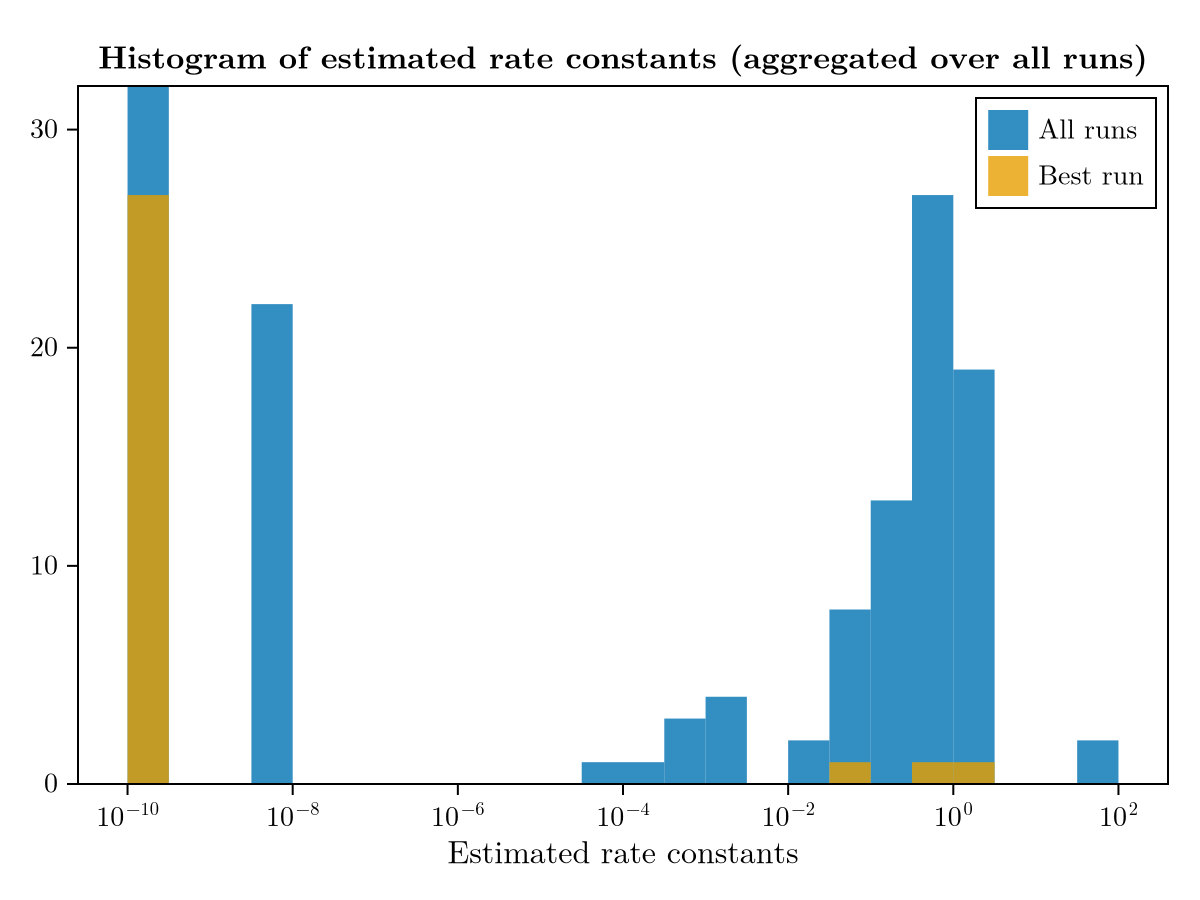 Histogram of estimated rate constants (aggregated over all runs)
All runs
Best run
30
20
10
0
10⁻¹⁰ 10⁻⁸ 10⁻⁶ 10⁻⁴ 10⁻² 10⁰ 10²
Estimated rate constants